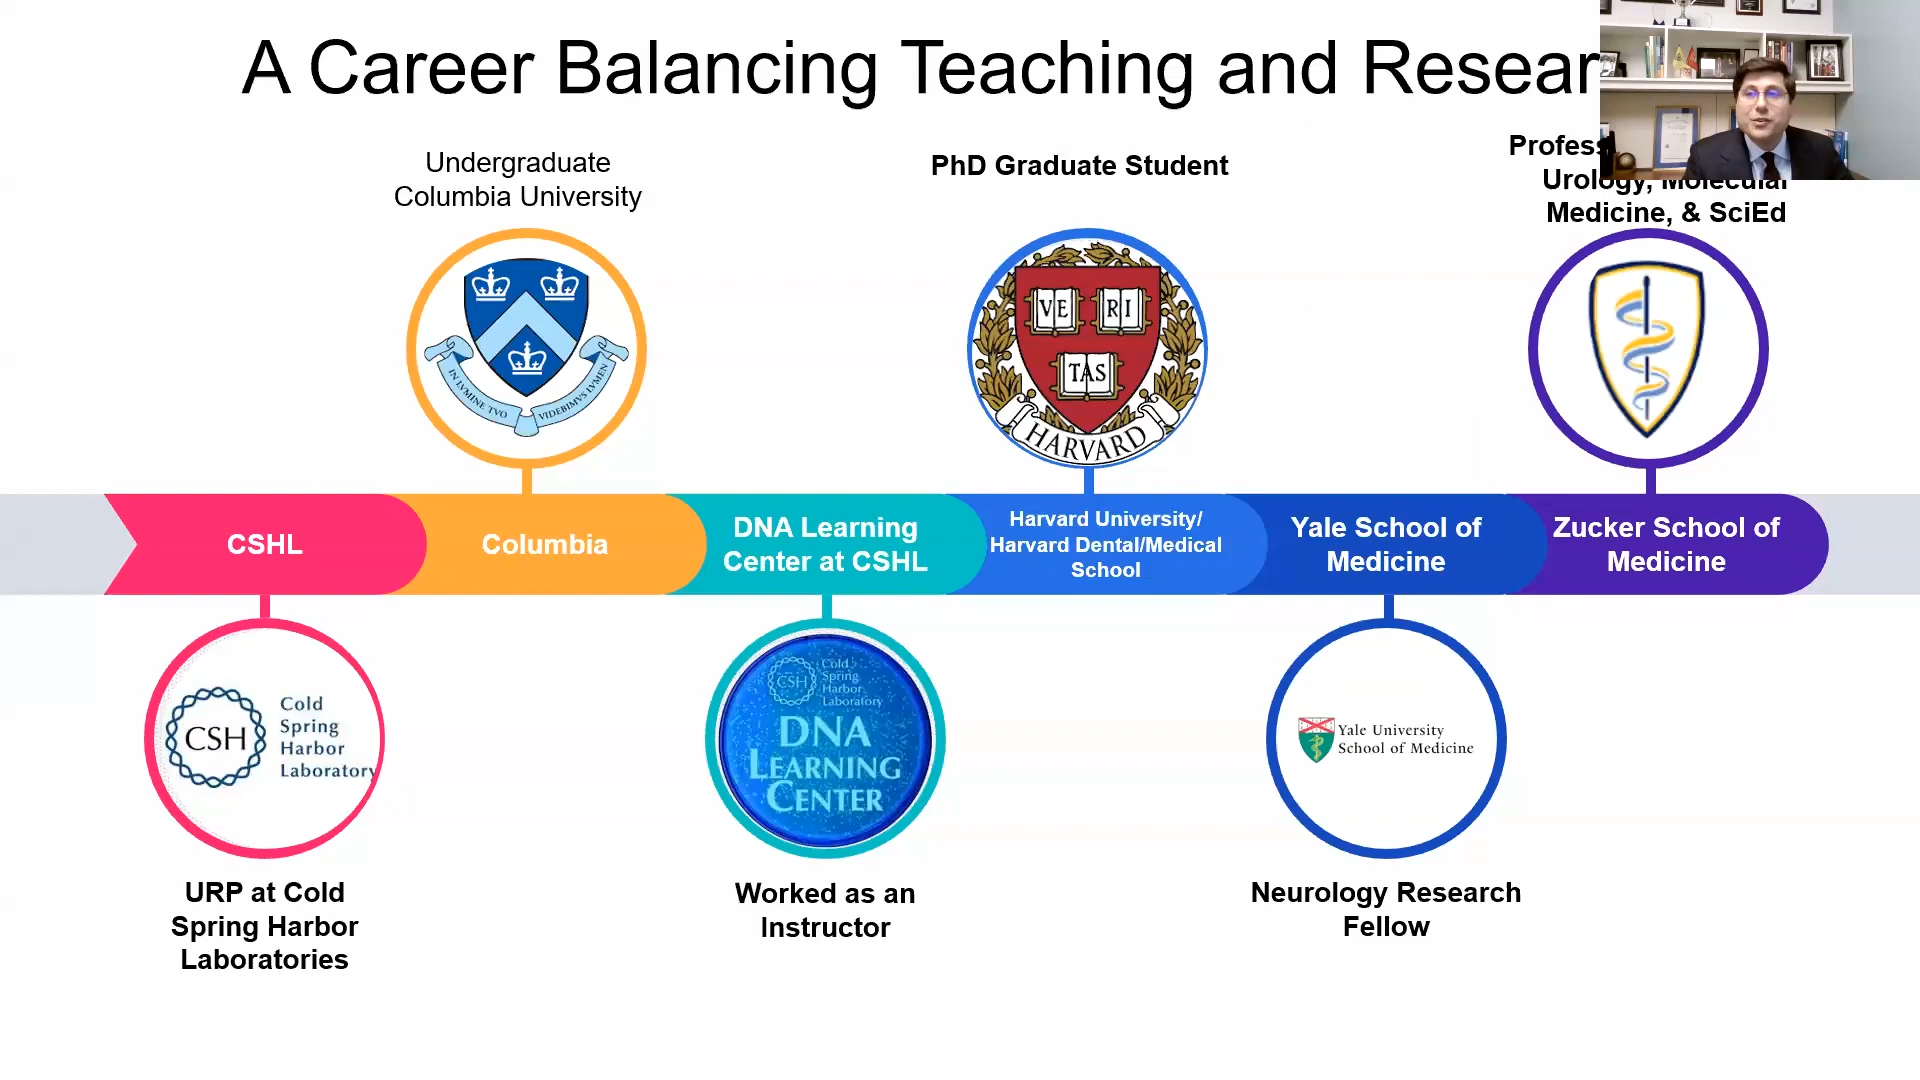 A Career Balancing Teaching and Resear
Undergraduate
Columbia University
PhD Graduate Student
Profess
Urology, Molecular
Medicine, & SciEd
IN LVMINE TVO
VIDEBIMVS LVMEN
VE RI
TAS
HARVARD
CSHL
Columbia
DNA Learning
Center at CSHL
Harvard University/
Harvard Dental/Medical
School
Yale School of
Medicine
Zucker School of
Medicine
CSH
Cold
Spring
Harbor
Laboratory
CSH
Cold
Spring
Harbor
Laboratory
DNA
LEARNING
CENTER
Yale University
School of Medicine
URP at Cold
Spring Harbor
Laboratories
Worked as an
Instructor
Neurology Research
Fellow